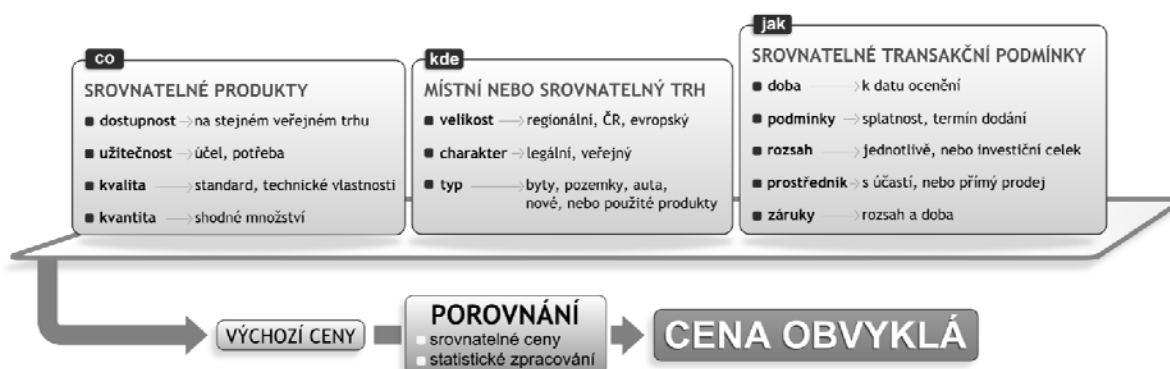 co
SROVNATELNÉ PRODUKTY
dostupnost → na stejném veřejném trhu
užitečnost → účel, potřeba
kvalita → standard, technické vlastnosti
kvantita → shodné množství
kde
MÍSTNÍ NEBO SROVNATELNÝ TRH
velikost → regionální, ČR, evropský
charakter → legální, veřejný
typ → byty, pozemky, auta,
nové, nebo použité produkty
jak
SROVNATELNÉ TRANSAKČNÍ PODMÍNKY
doba → k datu ocenění
podmínky → splatnost, termín dodání
rozsah → jednotlivě, nebo investiční celek
prostředník → s účastí, nebo přímý prodej
záruky → rozsah a doba
VÝCHOZÍ CENY
POROVNÁNÍ
srovnatelné ceny
statistické zpracování
CENA OBVYKLÁ